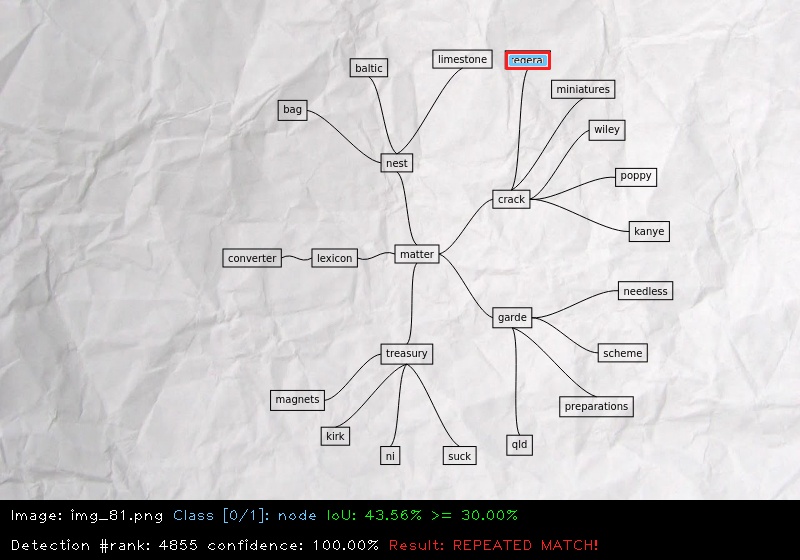 limestone
baltic
miniatures
bag
wiley
nest
poppy
crack
kanye
matter
converter
lexicon
needless
garde
treasury
scheme
magnets
preparations
kirk
qld
ni
suck
Image: img_81.png Class [0/1]: node IoU: 43.56% >= 30.00%
Detection #rank: 4855 confidence: 100.00% Result: REPEATED MATCH!